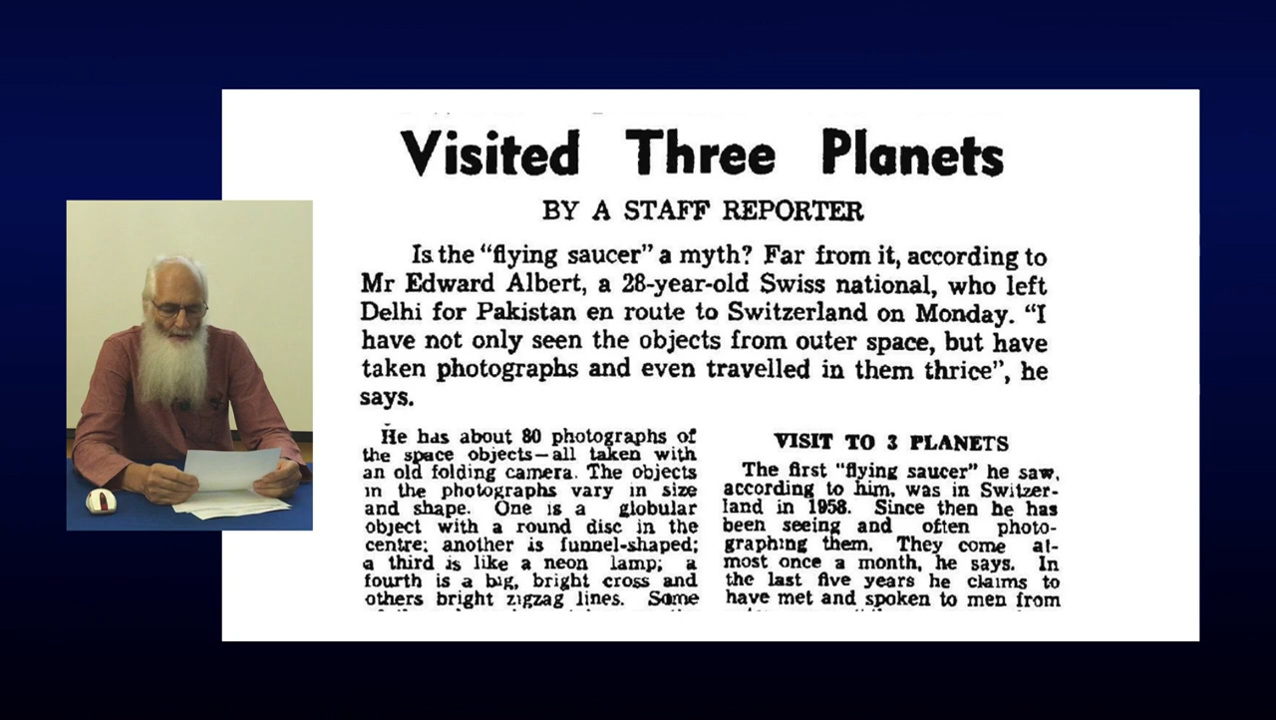 Visited Three Planets
BY A STAFF REPORTER
Is the “flying saucer” a myth? Far from it, according to
Mr Edward Albert, a 28-year-old Swiss national, who left
Delhi for Pakistan en route to Switzerland on Monday. “I
have not only seen the objects from outer space, but have
taken photographs and even travelled in them thrice”, he
says.
He has about 80 photographs of
the space objects—all taken with
an old folding camera. The objects
in the photographs vary in size
and shape. One is a globular
object with a round disc in the
centre; another is funnel-shaped;
a third is like a neon lamp; a
fourth is a big, bright cross and
others bright zigzag lines. Some
VISIT TO 3 PLANETS
The first “flying saucer” he saw,
according to him, was in Switzer-
land in 1958. Since then he has
been seeing and often photo-
graphing them. They come al-
most once a month, he says. In
the last five years he claims to
have met and spoken to men from